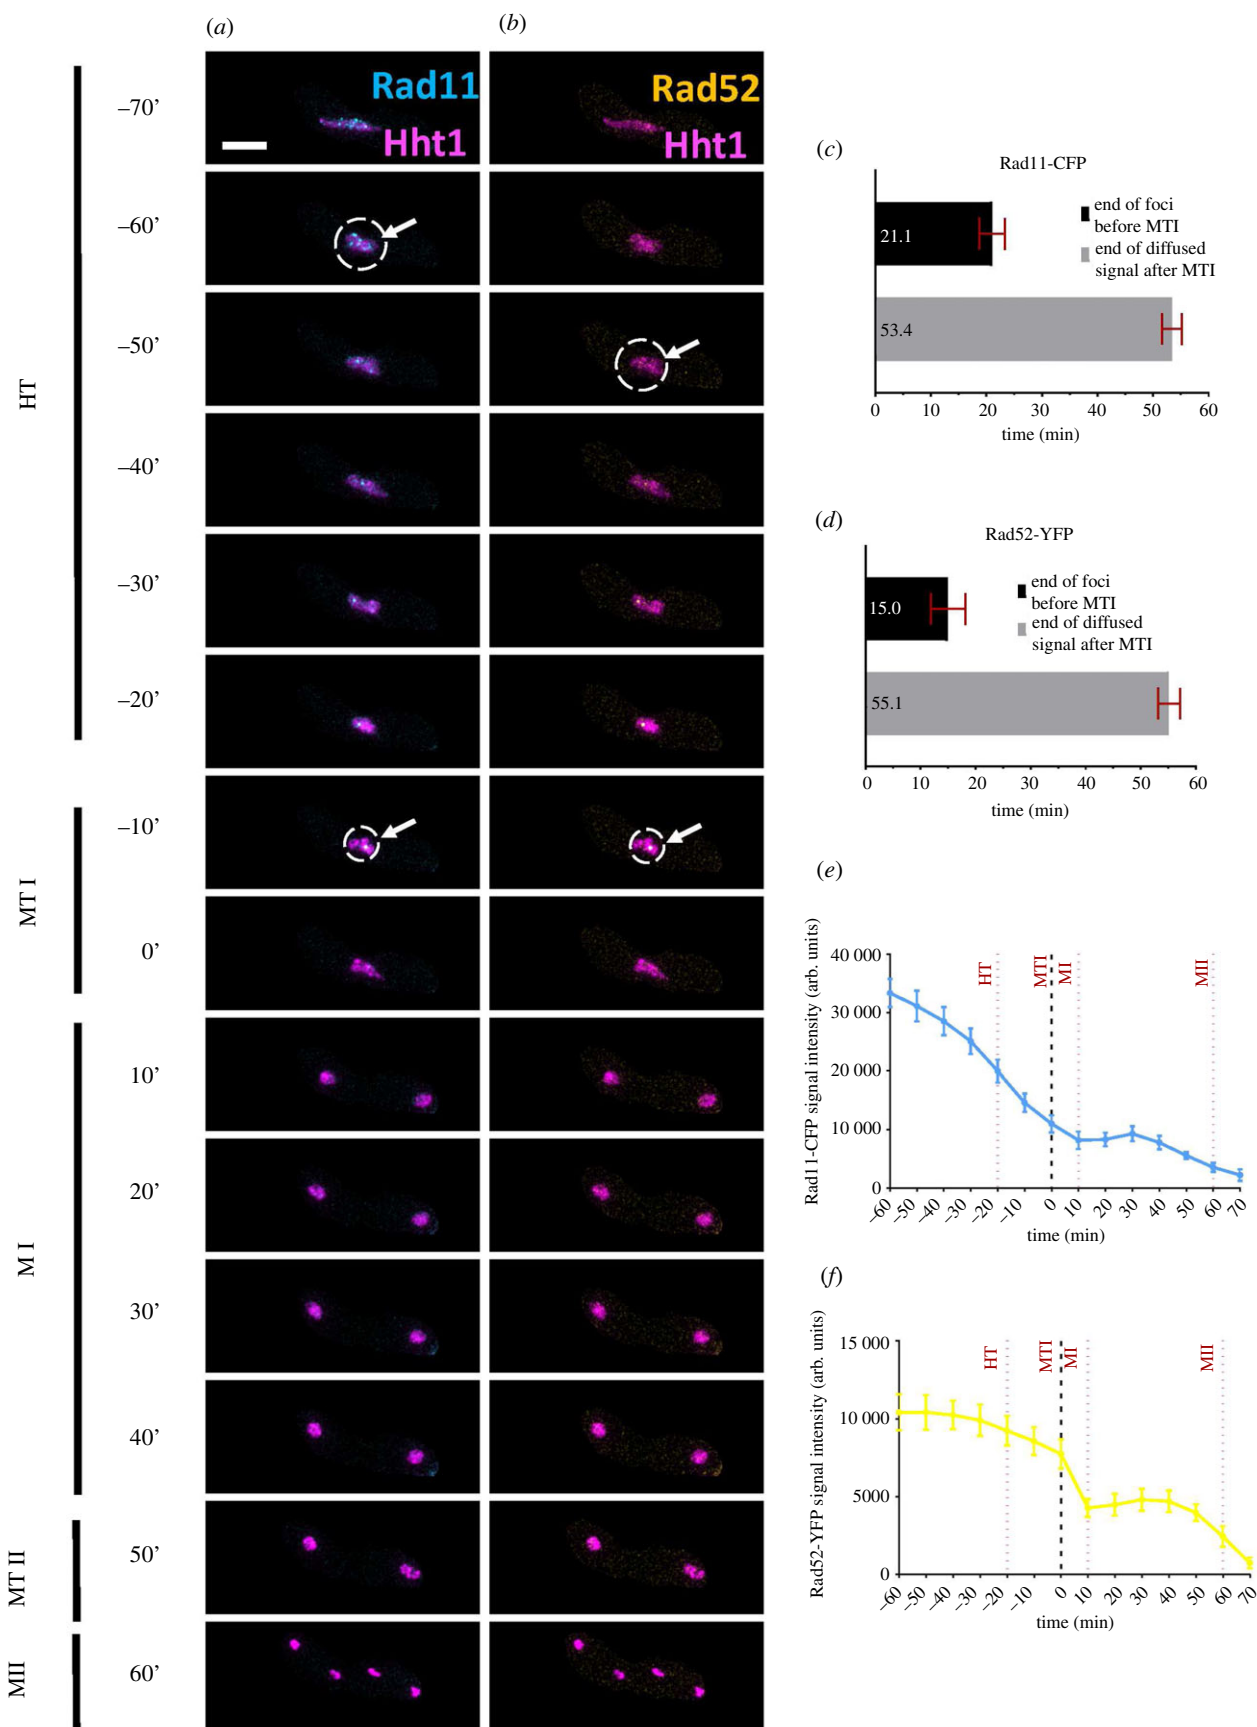 (a)
(b)
HT
MT I
M I
MT II
MII
–70’
–60’
–50’
–40’
–30’
–20’
–10’
0’
10’
20’
30’
40’
50’
60’
Rad11
Hht1
Rad52
Hht1
(c)
Rad11-CFP
21.1
53.4
end of foci
before MTI
end of diffused
signal after MTI
0 10 20 30 40 50 60
time (min)
(d)
Rad52-YFP
15.0
55.1
end of foci
before MTI
end of diffused
signal after MTI
0 10 20 30 40 50 60
time (min)
(e)
Rad11-CFP signal intensity (arb. units)
40 000
30 000
20 000
10 000
0
HT
MTI
MI
MII
–60 –50 –40 –30 –20 –10 0 10 20 30 40 50 60 70
time (min)
(f)
Rad52-YFP signal intensity (arb. units)
15 000
10 000
5000
0
HT
MTI
MI
MII
–60 –50 –40 –30 –20 –10 0 10 20 30 40 50 60 70
time (min)